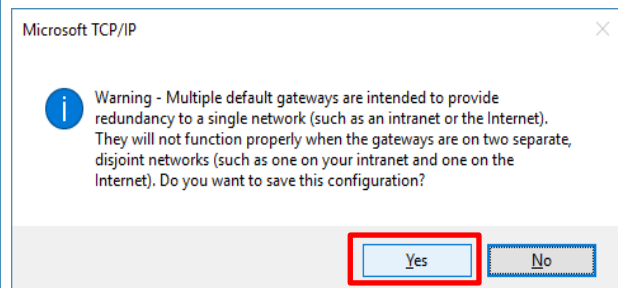 Microsoft TCP/IP
Warning - Multiple default gateways are intended to provide
redundancy to a single network (such as an intranet or the Internet).
They will not function properly when the gateways are on two separate,
disjoint networks (such as one on your intranet and one on the
Internet). Do you want to save this configuration?
Yes No